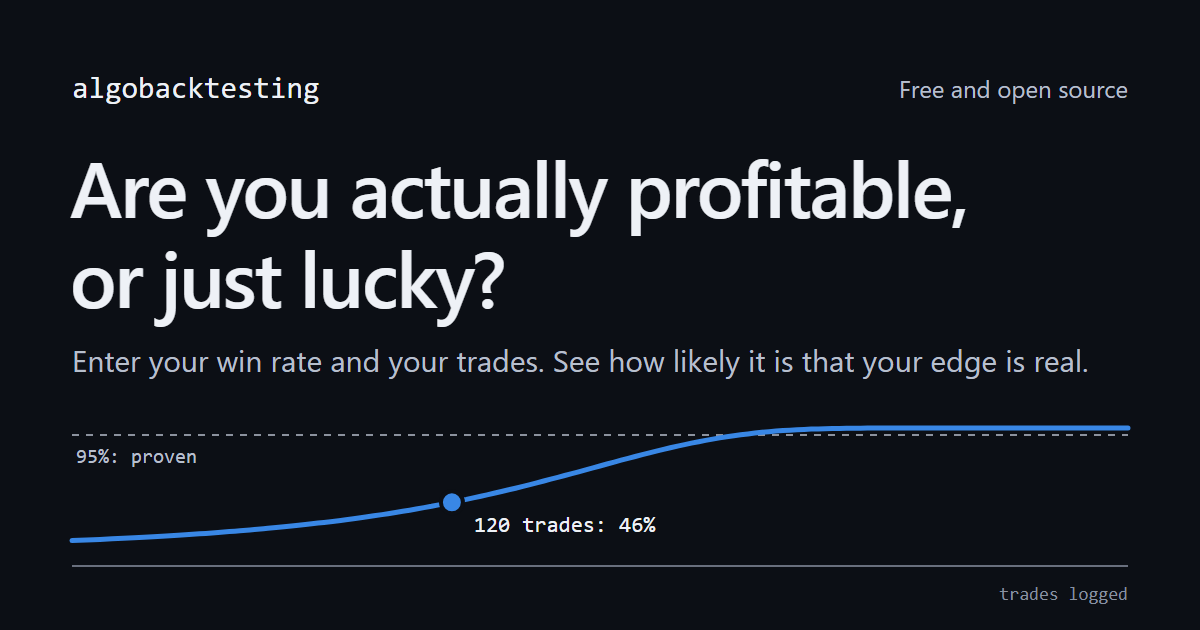 algobacktesting
Free and open source
Are you actually profitable,
or just lucky?
Enter your win rate and your trades. See how likely it is that your edge is real.
95%: proven
120 trades: 46%
trades logged